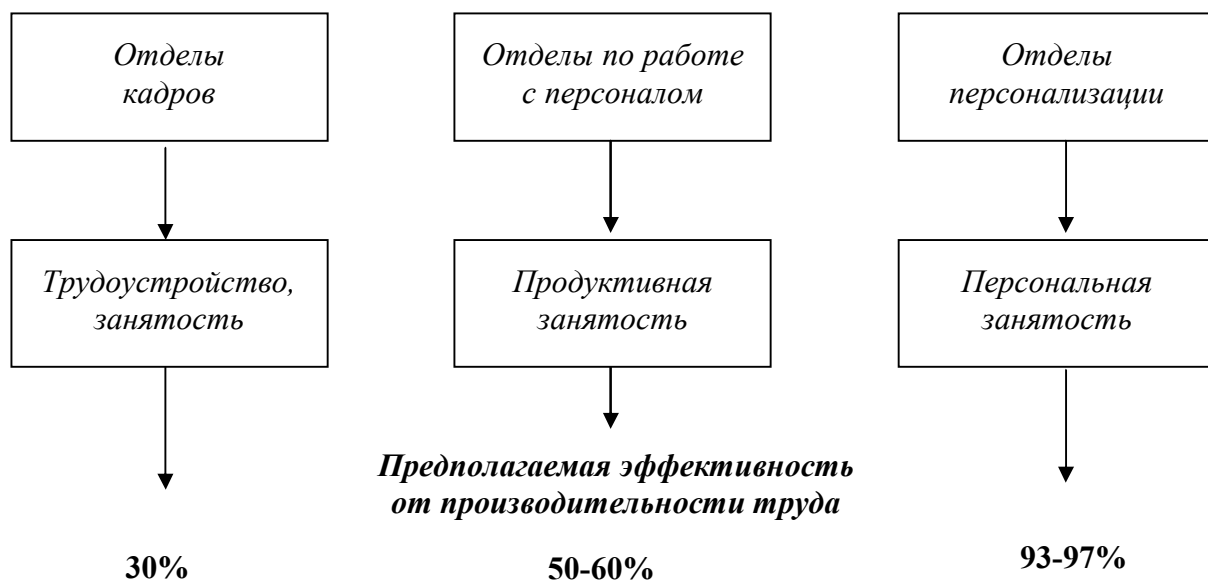 Отделы
кадров
Отделы по работе
с персоналом
Отделы
персонализации
Трудоустройство,
занятость
Продуктивная
занятость
Персональная
занятость
Предполагаемая эффективность
от производительности труда
30%
50-60%
93-97%